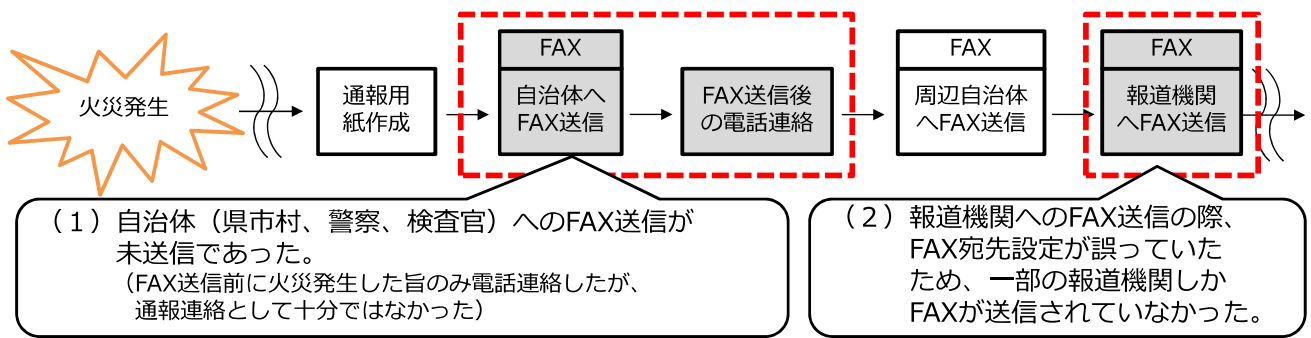 火災発生
通報用
紙作成
FAX
自治体へ
FAX送信
FAX送信後
の電話連絡
FAX
周辺自治体
へFAX送信
FAX
報道機関
へFAX送信
（１）自治体（県市村、警察、検査官）へのFAX送信が
未送信であった。
（FAX送信前に火災発生した旨のみ電話連絡したが、
通報連絡として十分ではなかった）
（２）報道機関へのFAX送信の際、
FAX宛先設定が誤っていた
ため、一部の報道機関しか
FAXが送信されていなかった。